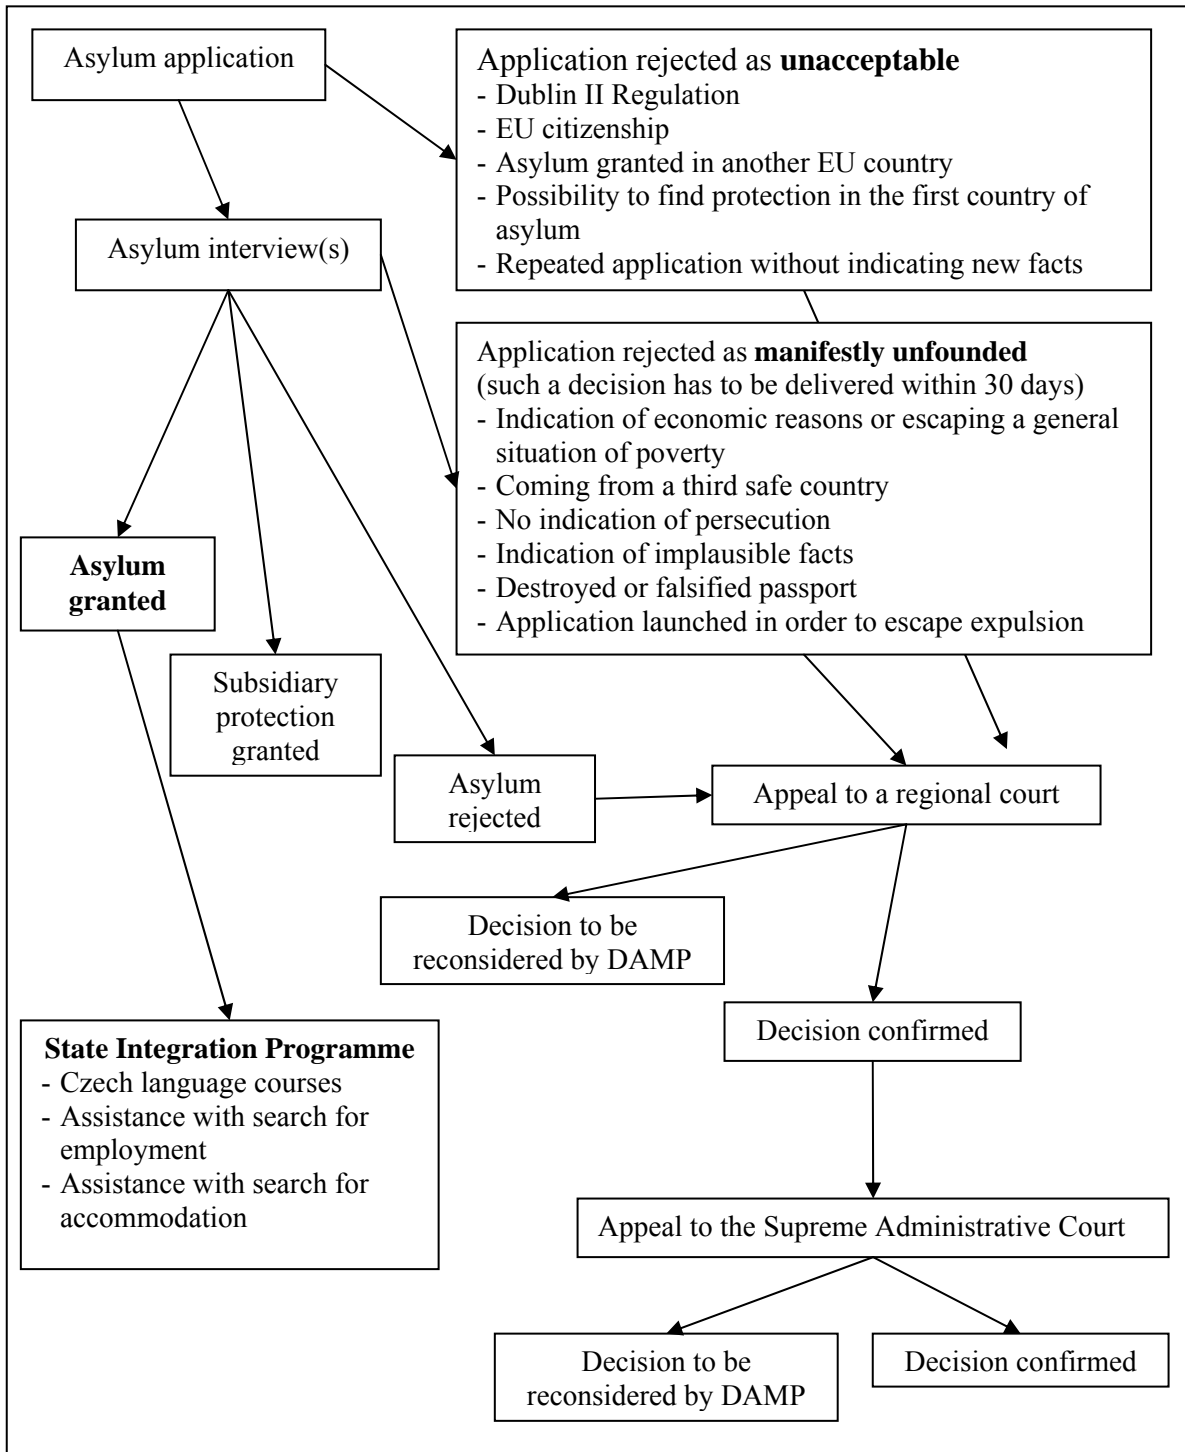 Asylum application
Application rejected as unacceptable
- Dublin II Regulation
- EU citizenship
- Asylum granted in another EU country
- Possibility to find protection in the first country of
asylum
- Repeated application without indicating new facts
Asylum interview(s)
Application rejected as manifestly unfounded
(such a decision has to be delivered within 30 days)
- Indication of economic reasons or escaping a general
situation of poverty
- Coming from a third safe country
- No indication of persecution
- Indication of implausible facts
- Destroyed or falsified passport
- Application launched in order to escape expulsion
Asylum
granted
Subsidiary
protection
granted
Asylum
rejected
Appeal to a regional court
Decision to be
reconsidered by DAMP
Decision confirmed
State Integration Programme
- Czech language courses
- Assistance with search for
employment
- Assistance with search for
accommodation
Appeal to the Supreme Administrative Court
Decision to be
reconsidered by DAMP
Decision confirmed